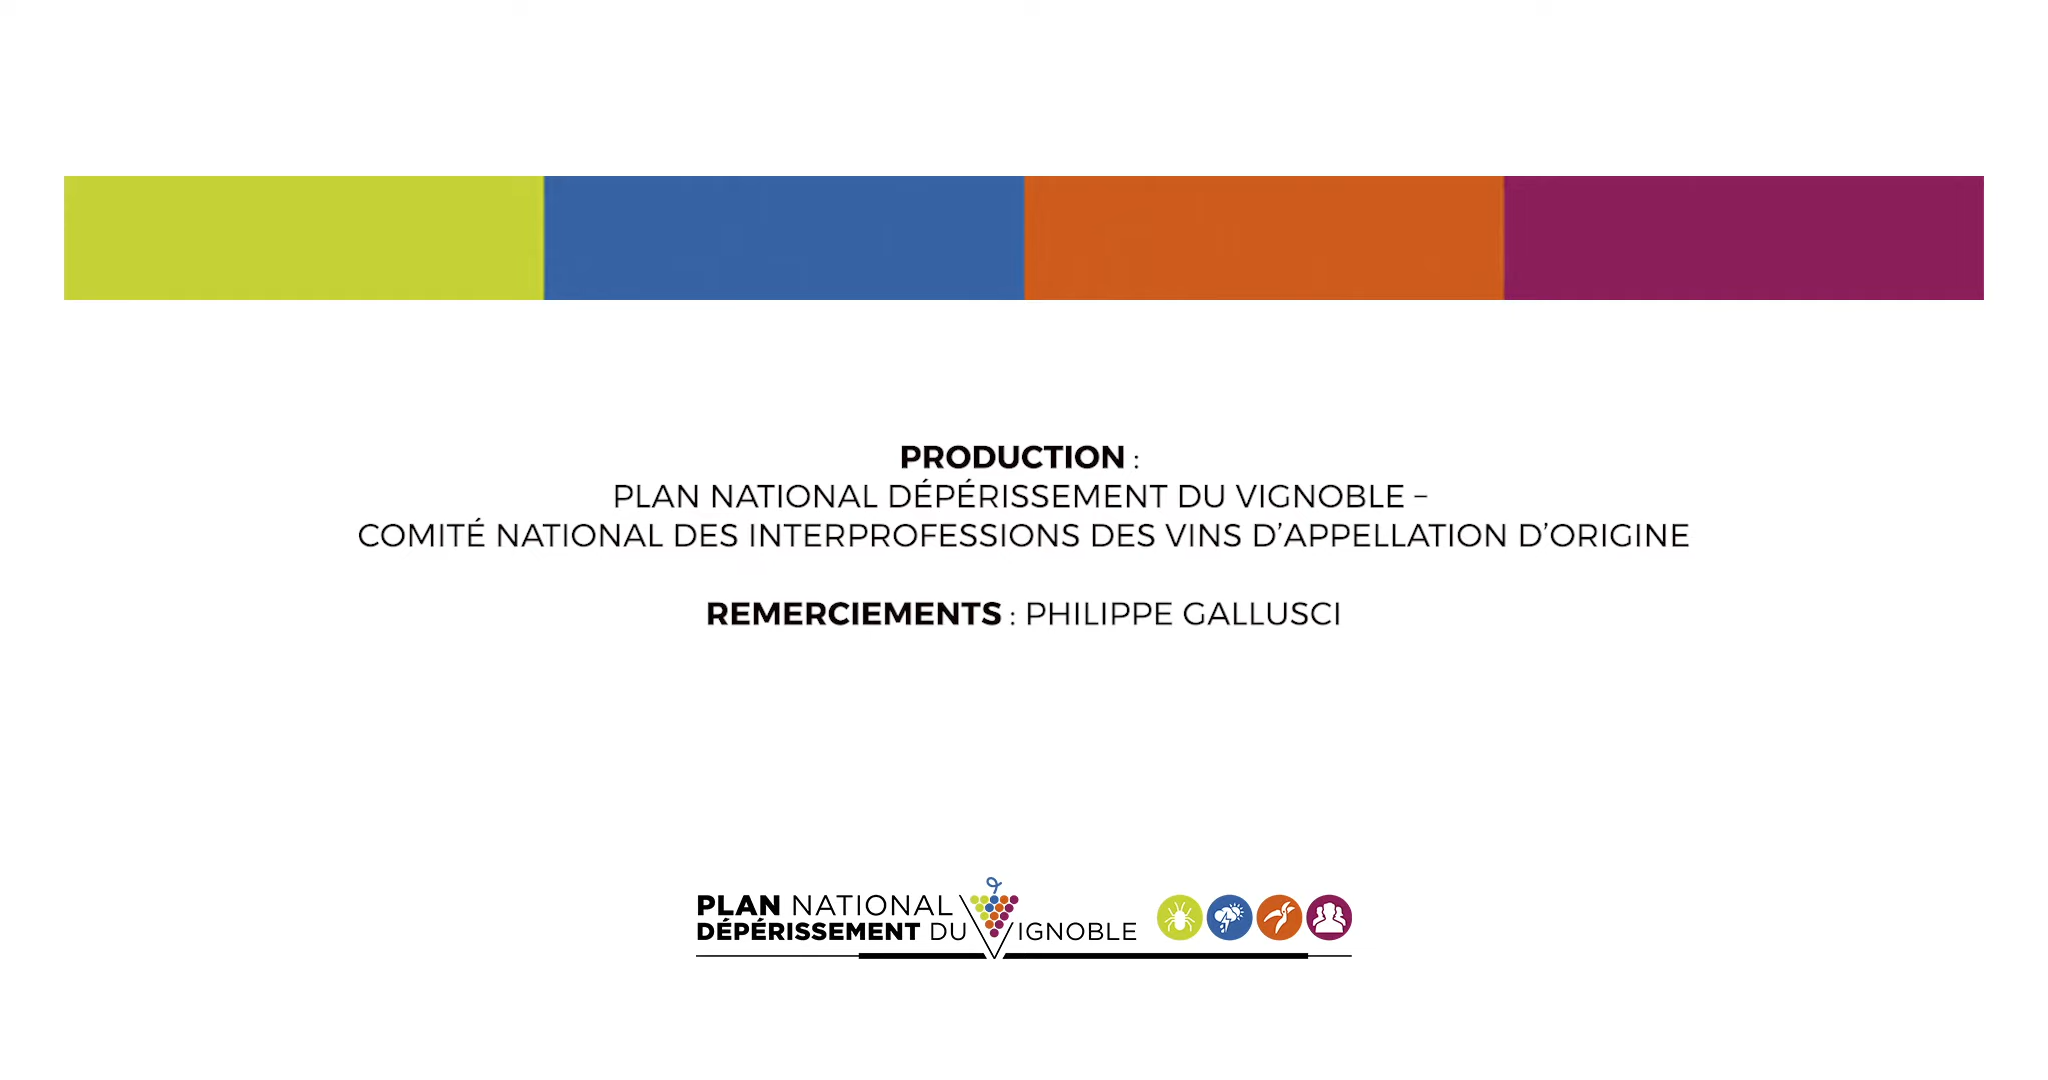 PRODUCTION :
PLAN NATIONAL DÉPÉRISSEMENT DU VIGNOBLE –
COMITÉ NATIONAL DES INTERPROFESSIONS DES VINS D’APPELLATION D’ORIGINE
REMERCIEMENTS : PHILIPPE GALLUSCI
PLAN NATIONAL
DÉPÉRISSEMENT DU VIGNOBLE